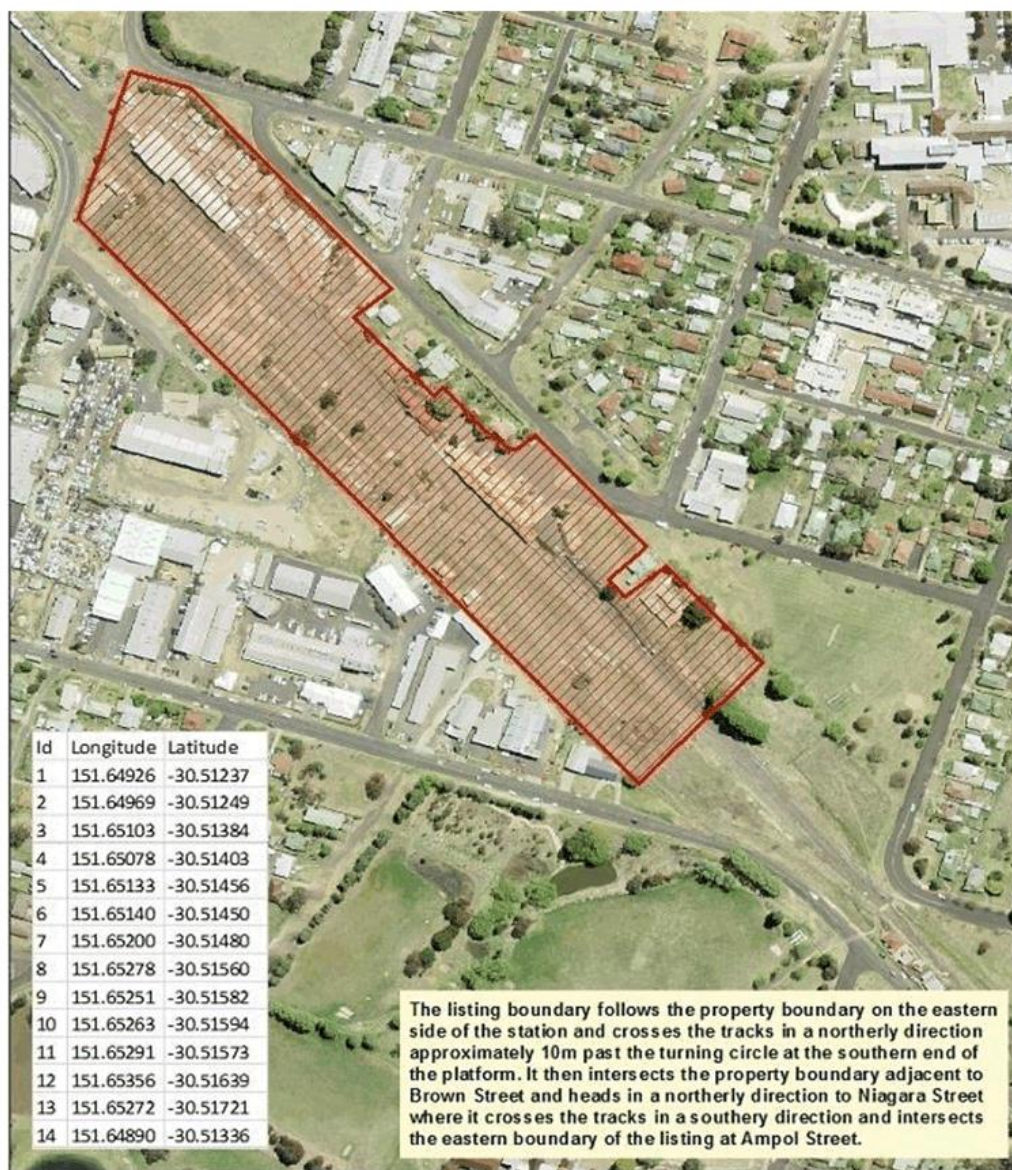 Id Longitude Latitude
1 151.64926 -30.51237
2 151.64969 -30.51249
3 151.65103 -30.51384
4 151.65078 -30.51403
5 151.65133 -30.51456
6 151.65140 -30.51450
7 151.65200 -30.51480
8 151.65278 -30.51560
9 151.65251 -30.51582
10 151.65263 -30.51594
11 151.65291 -30.51573
12 151.65356 -30.51639
13 151.65272 -30.51721
14 151.64890 -30.51336
The listing boundary follows the property boundary on the eastern
side of the station and crosses the tracks in a northerly direction
approximately 10m past the turning circle at the southern end of
the platform. It then intersects the property boundary adjacent to
Brown Street and heads in a northerly direction to Niagara Street
where it crosses the tracks in a southery direction and intersects
the eastern boundary of the listing at Ampol Street.